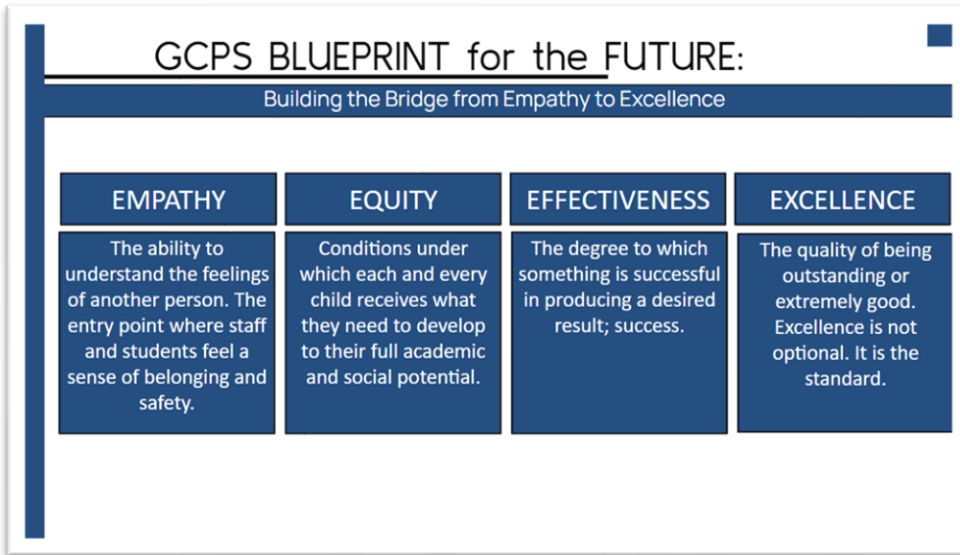 GCPS BLUEPRINT for the FUTURE:
Building the Bridge from Empathy to Excellence
EMPATHY
The ability to
understand the feelings
of another person. The
entry point where staff
and students feel a
sense of belonging and
safety.
EQUITY
Conditions under
which each and every
child receives what
they need to develop
to their full academic
and social potential.
EFFECTIVENESS
The degree to which
something is successful
in producing a desired
result; success.
EXCELLENCE
The quality of being
outstanding or
extremely good.
Excellence is not
optional. It is the
standard.